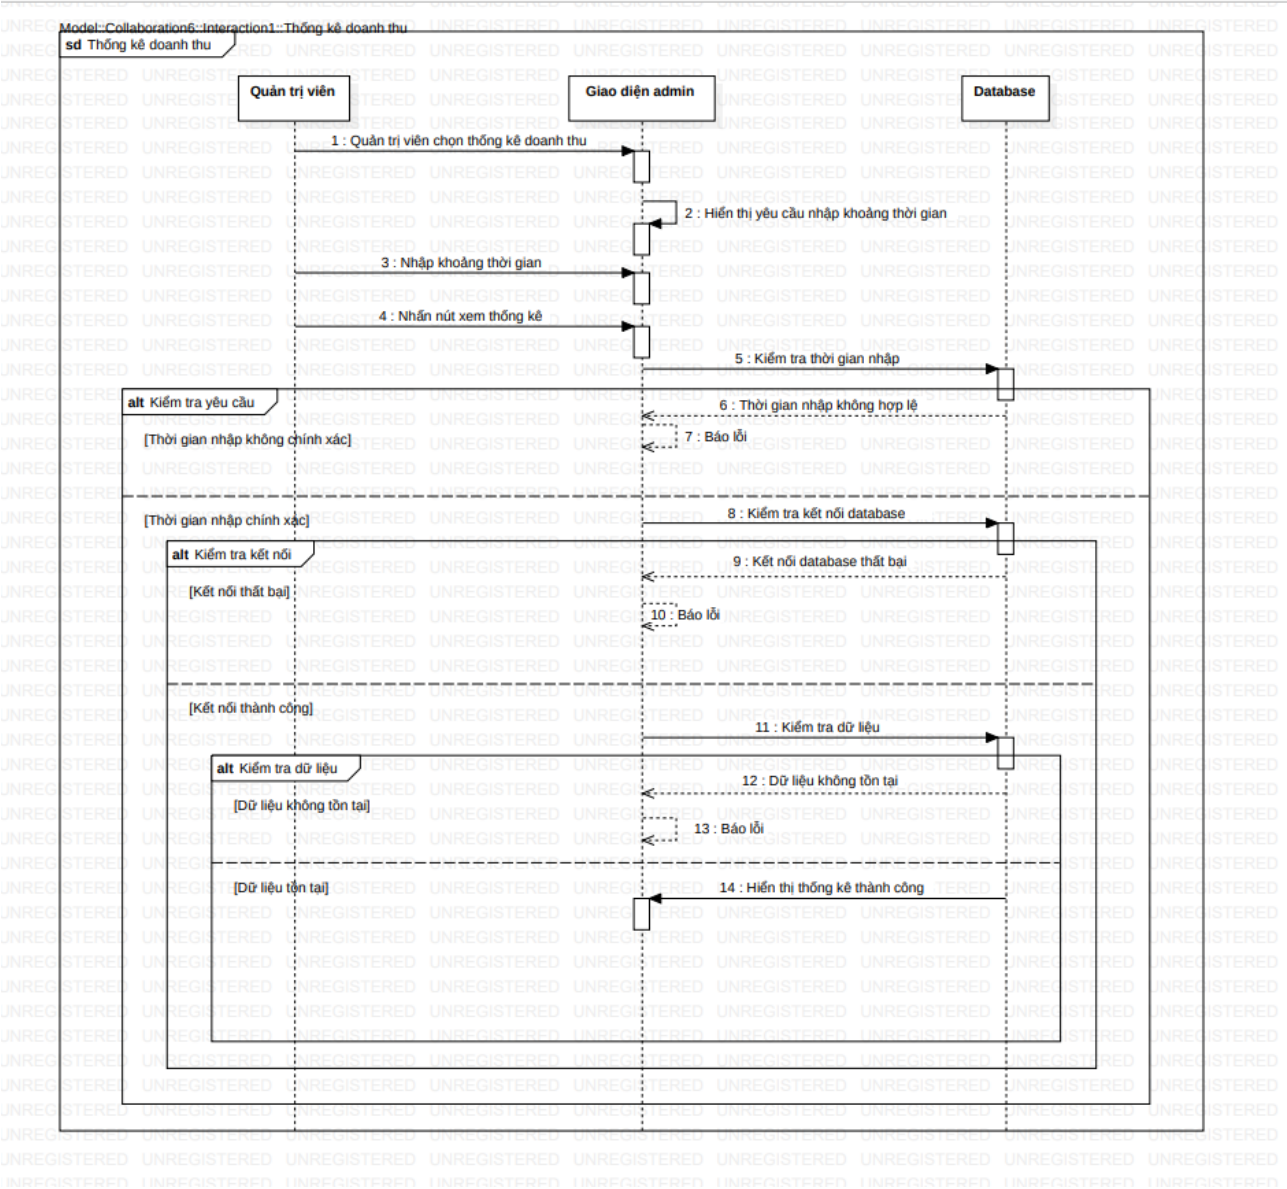 Model::Collaboration6::Interaction1::Thống kê doanh thu
sd Thống kê doanh thu
Quản trị viên
Giao diện admin
Database
1 : Quản trị viên chọn thống kê doanh thu
2 : Hiển thị yêu cầu nhập khoảng thời gian
3 : Nhập khoảng thời gian
4 : Nhấn nút xem thống kê
5 : Kiểm tra thời gian nhập
alt Kiểm tra yêu cầu
6 : Thời gian nhập không hợp lệ
[Thời gian nhập không chính xác]
7 : Báo lỗi
[Thời gian nhập chính xác]
8 : Kiểm tra kết nối database
alt Kiểm tra kết nối
9 : Kết nối database thất bại
[Kết nối thất bại]
10 : Báo lỗi
[Kết nối thành công]
11 : Kiểm tra dữ liệu
alt Kiểm tra dữ liệu
12 : Dữ liệu không tồn tại
[Dữ liệu không tồn tại]
13 : Báo lỗi
[Dữ liệu tồn tại]
14 : Hiển thị thống kê thành công
UNREGISTERED